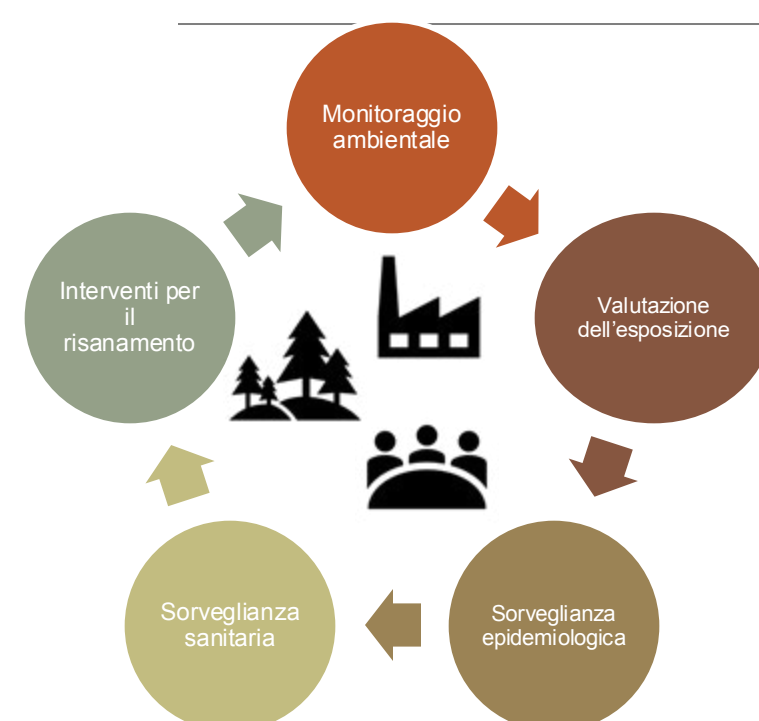 Monitoraggio
ambientale
Valutazione
dell'esposizione
Sorveglianza
epidemiologica
Sorveglianza
sanitaria
Interventi per
il
risanamento